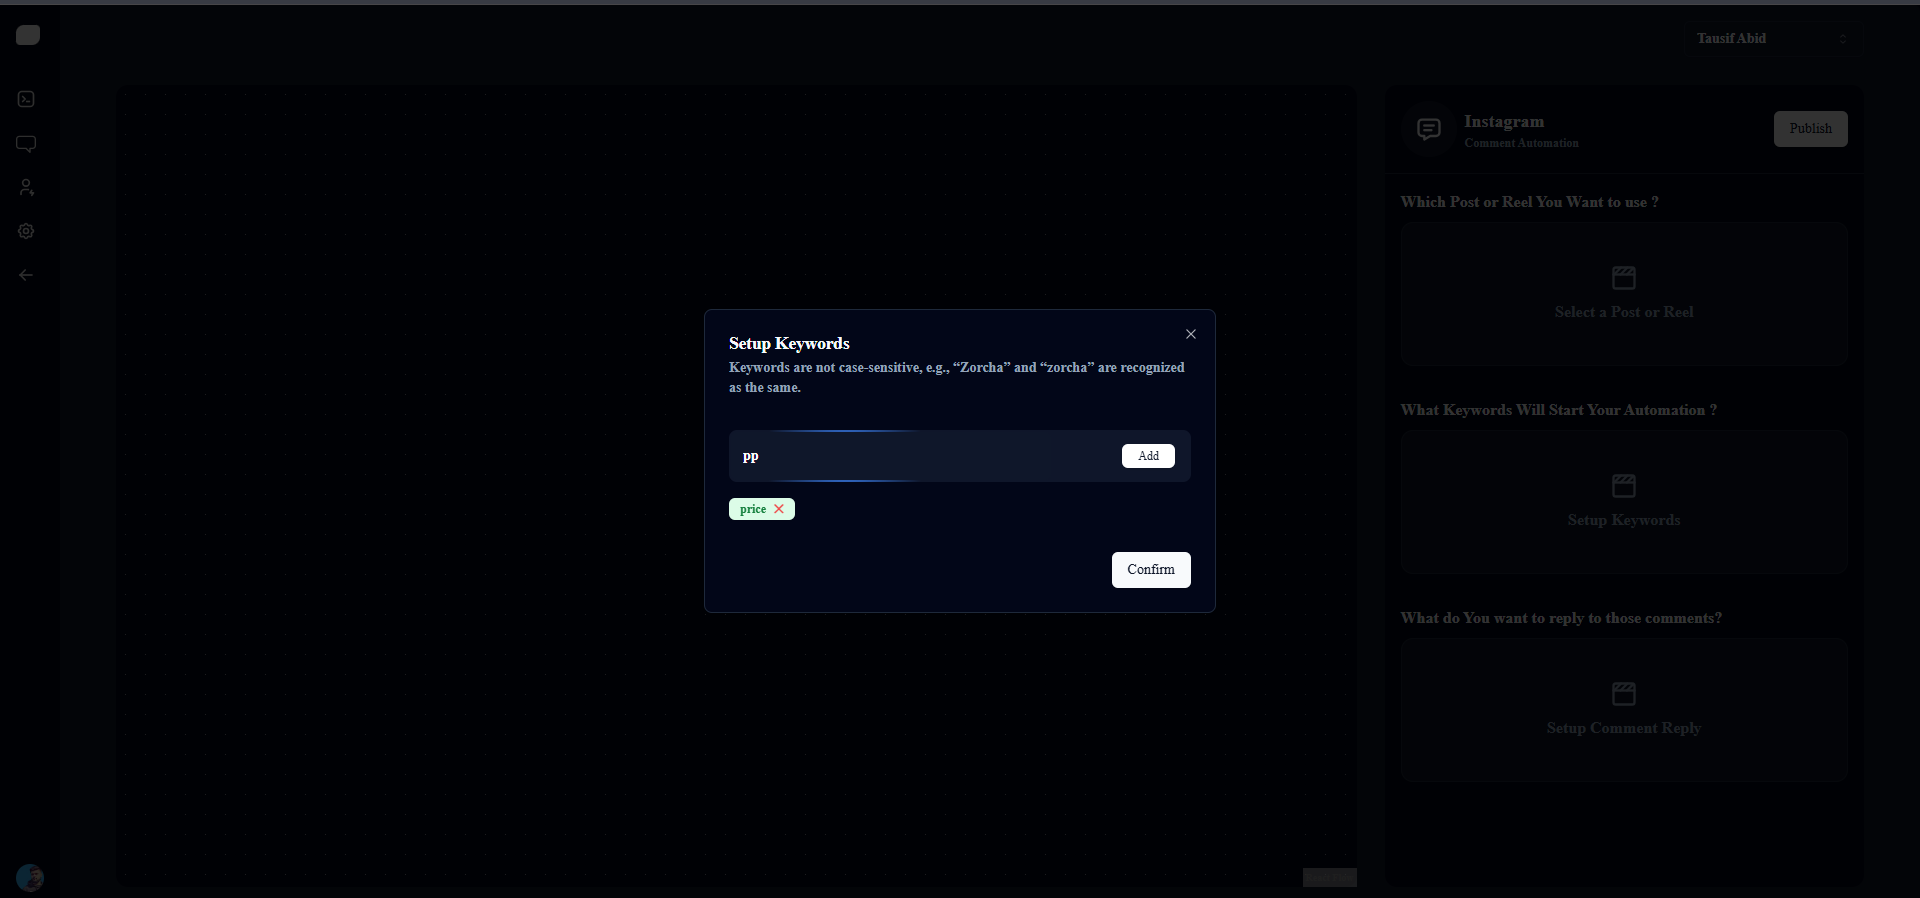 Tausif Abid
Instagram
Comment Automation
Publish
Which Post or Reel You Want to use ?
Select a Post or Reel
What Keywords Will Start Your Automation ?
Setup Keywords
What do You want to reply to those comments?
Setup Comment Reply
Setup Keywords
Keywords are not case-sensitive, e.g., “Zorcha” and “zorcha” are recognized
as the same.
pp
Add
price
Confirm